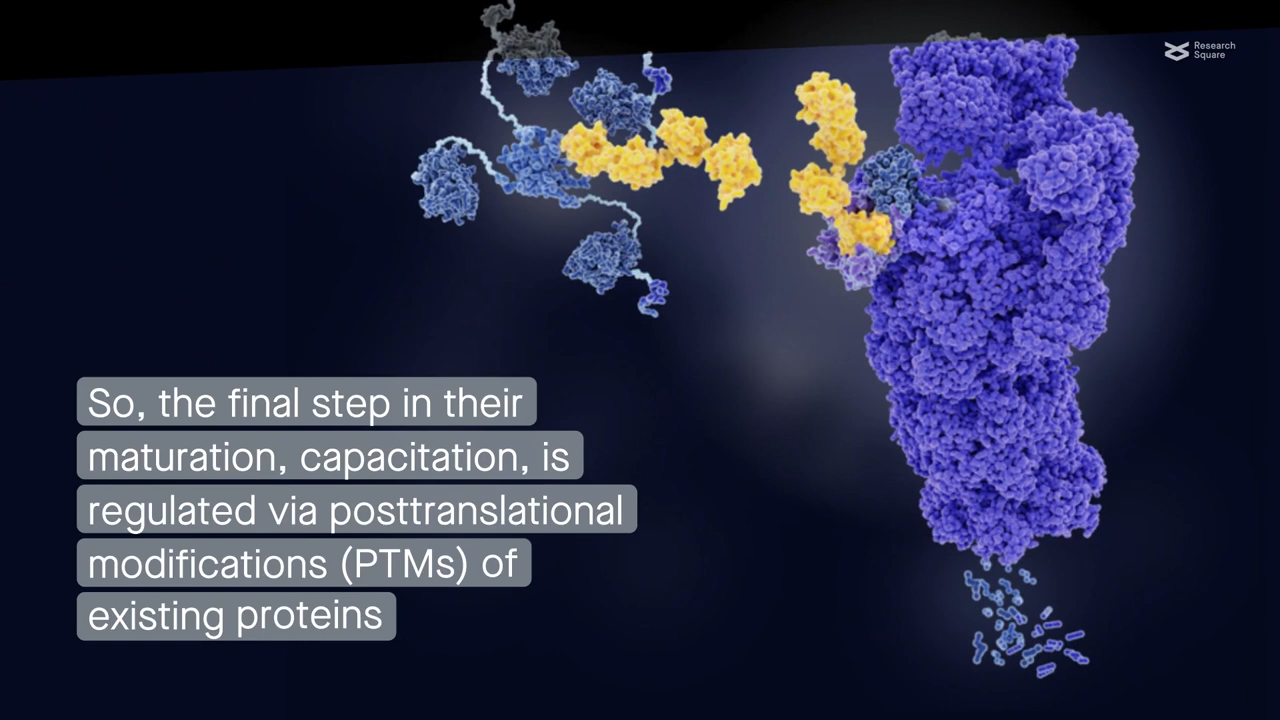 Research
Square
So, the final step in their
maturation, capacitation, is
regulated via posttranslational
modifications (PTMs) of
existing proteins